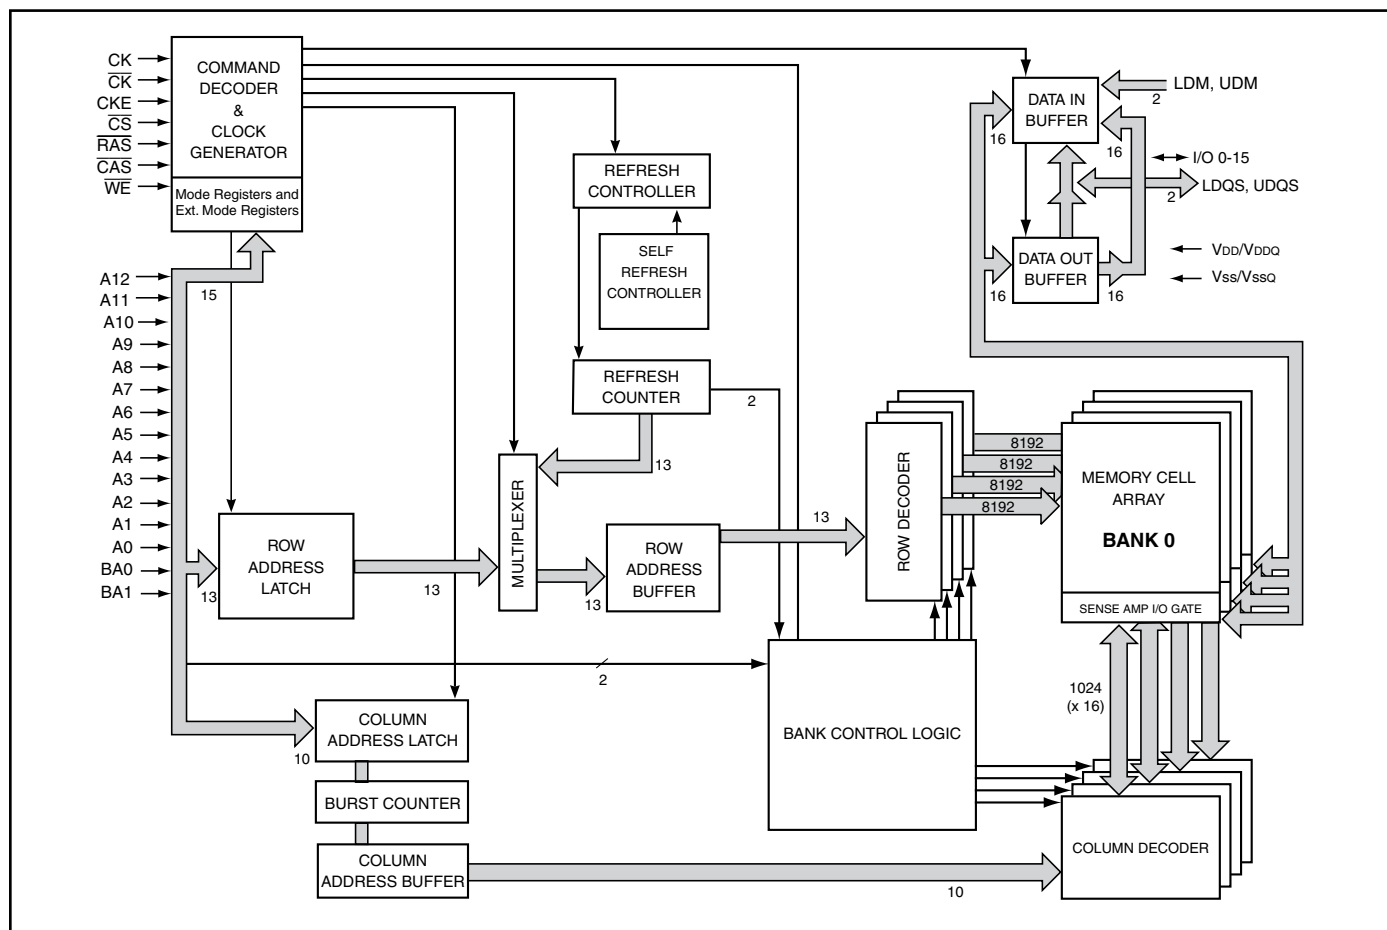 CK
CK
CKE
CS
RAS
CAS
WE
COMMAND
DECODER
&
CLOCK
GENERATOR
Mode Registers and
Ext. Mode Registers
A12
A11
A10
A9
A8
A7
A6
A5
A4
A3
A2
A1
A0
BA0
BA1
15
13
ROW
ADDRESS
LATCH
13
REFRESH
CONTROLLER
SELF
REFRESH
CONTROLLER
REFRESH
COUNTER
2
13
MULTIPLEXER
13
ROW
ADDRESS
BUFFER
13
2
10
COLUMN
ADDRESS LATCH
BURST COUNTER
COLUMN
ADDRESS BUFFER
10
BANK CONTROL LOGIC
ROW DECODER
8192
8192
8192
8192
MEMORY CELL
ARRAY
BANK 0
SENSE AMP I/O GATE
1024
(x 16)
COLUMN DECODER
DATA IN
BUFFER
16
16
2
LDM, UDM
I/O 0-15
2
LDQS, UDQS
DATA OUT
BUFFER
16
16
VDD/VDDQ
Vss/VssQ